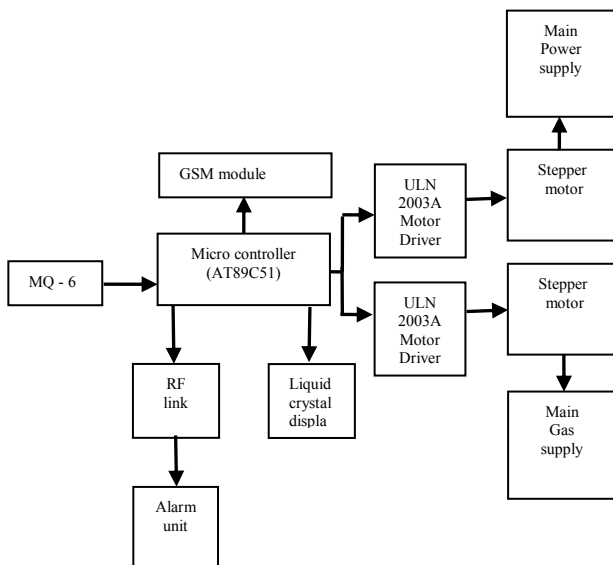 Main
Power
supply
GSM module
ULN
2003A
Motor
Driver
Stepper
motor
Micro controller
(AT89C51)
MQ - 6
ULN
2003A
Motor
Driver
Stepper
motor
RF
link
Liquid
crystal
displa
Main
Gas
supply
Alarm
unit